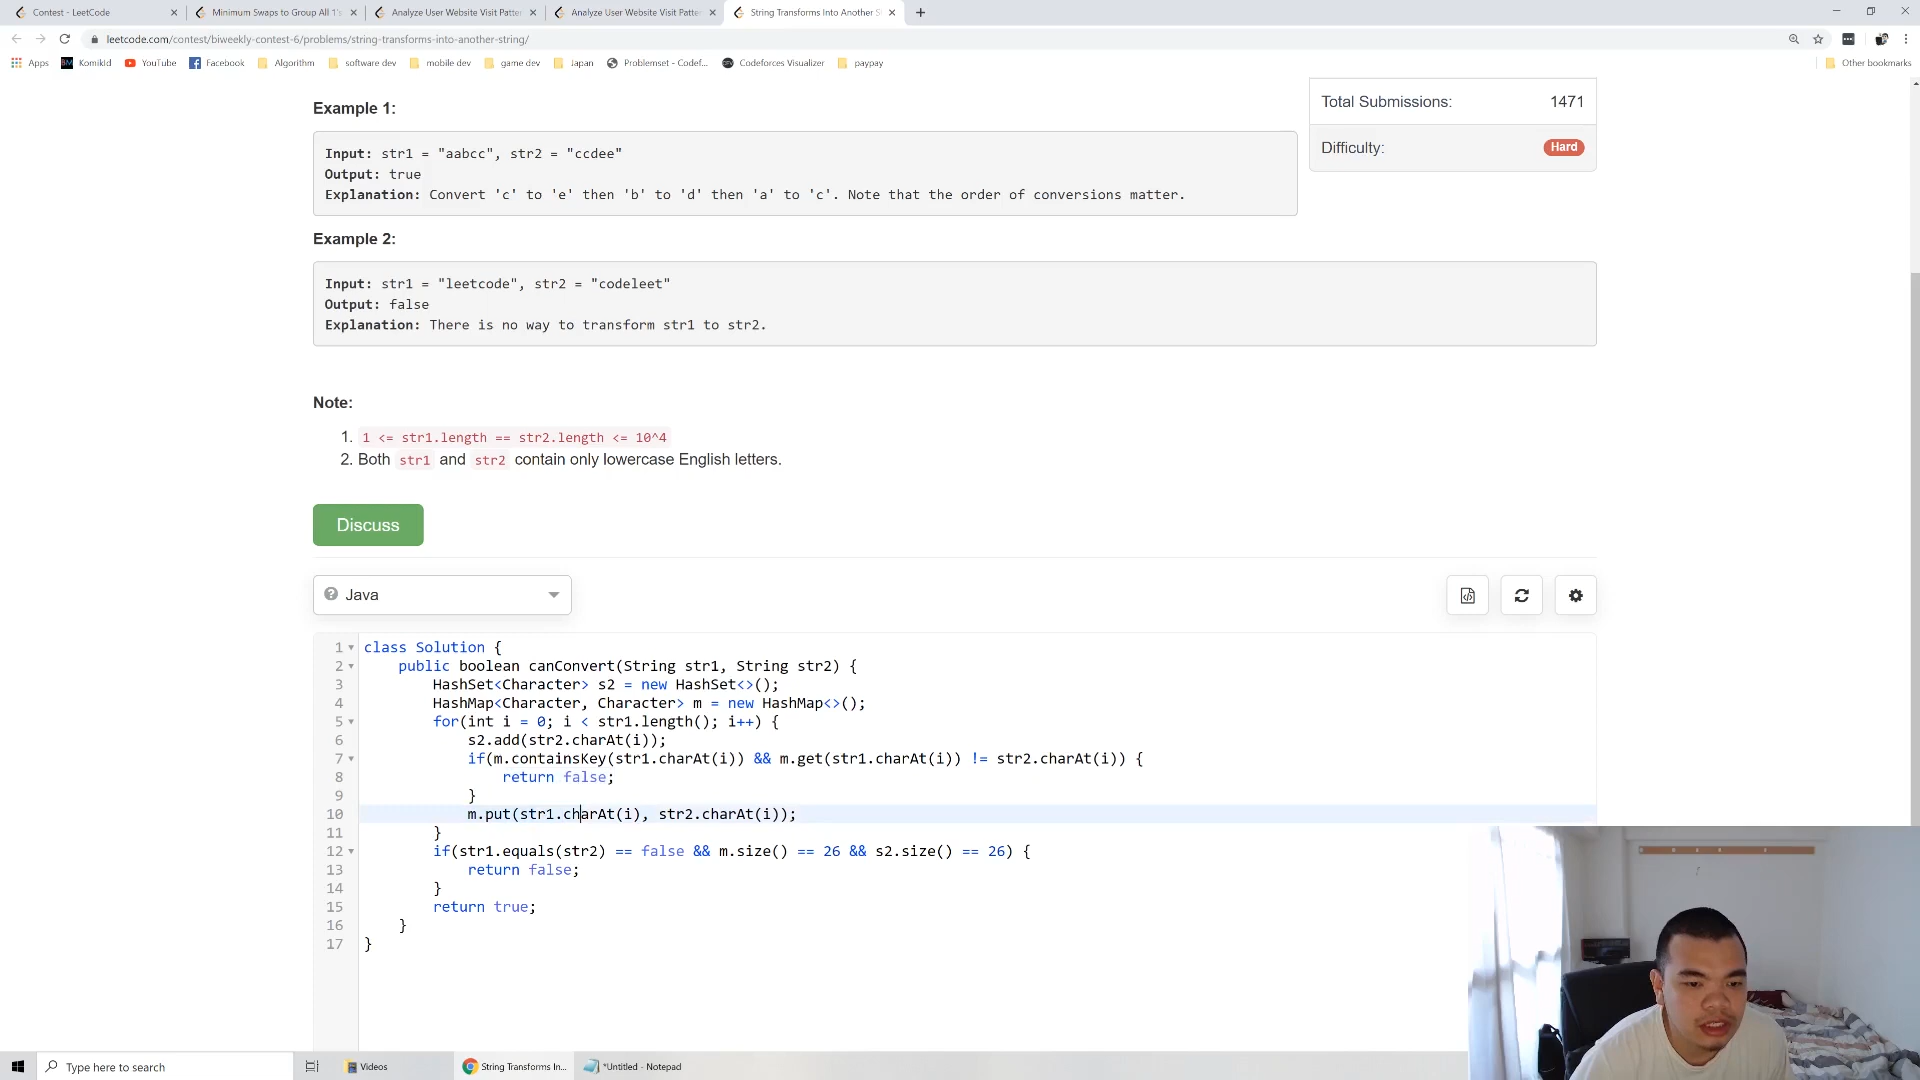 Contest - LeetCode
Minimum Swaps to Group All 1's
Analyze User Website Visit Patte
Analyze User Website Visit Patte
String Transforms Into Another S
leetcode.com/contest/biweekly-contest-6/problems/string-transforms-into-another-string/
Apps
KomikId
YouTube
Facebook
Algorithm
software dev
mobile dev
game dev
Japan
Problemset - Codef...
Codeforces Visualizer
paypay
Other bookmarks
Total Submissions: 1471
Difficulty: Hard
Example 1:
Input: str1 = "aabcc", str2 = "ccdee"
Output: true
Explanation: Convert 'c' to 'e' then 'b' to 'd' then 'a' to 'c'. Note that the order of conversions matter.
Example 2:
Input: str1 = "leetcode", str2 = "codeleet"
Output: false
Explanation: There is no way to transform str1 to str2.
Note:
1. 1 <= str1.length == str2.length <= 10^4
2. Both str1 and str2 contain only lowercase English letters.
Discuss
Java
1 class Solution {
2 public boolean canConvert(String str1, String str2) {
3 HashSet<Character> s2 = new HashSet<>();
4 HashMap<Character, Character> m = new HashMap<>();
5 for(int i = 0; i < str1.length(); i++) {
6 s2.add(str2.charAt(i));
7 if(m.containsKey(str1.charAt(i)) && m.get(str1.charAt(i)) != str2.charAt(i)) {
8 return false;
9 }
10 m.put(str1.charAt(i), str2.charAt(i));
11 }
12 if(str1.equals(str2) == false && m.size() == 26 && s2.size() == 26) {
13 return false;
14 }
15 return true;
16 }
17 }
Type here to search
Videos
String Transforms In...
*Untitled - Notepad